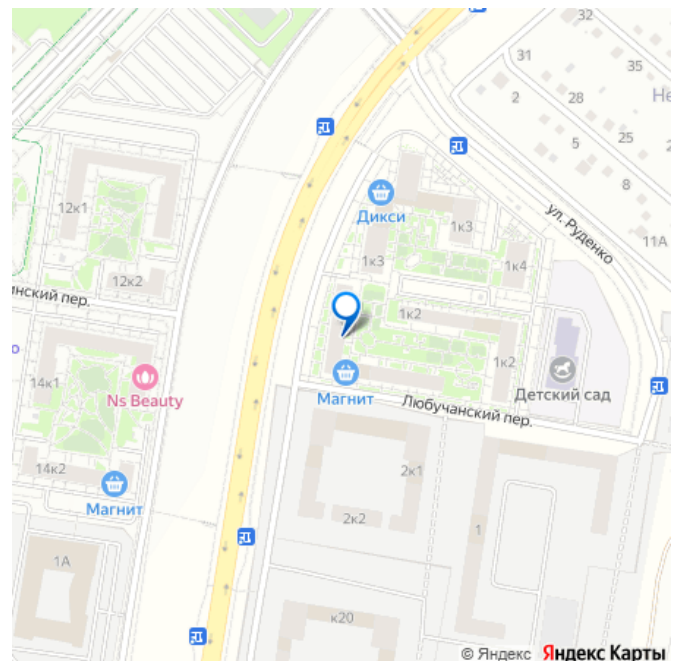 32
31
35
2
28
Не
25
5
2
8
12к1
Дикси
1к3
ул. Руденко
11А
1к3
1к4
12к2
инский пер.
1к2
о
14к1
Ns Beauty
Магнит
1к2
Детский сад
Любучанский пер.
14к2
2к1
Магнит
2к2
1
1А
к20
© Яндекс Яндекс Карты